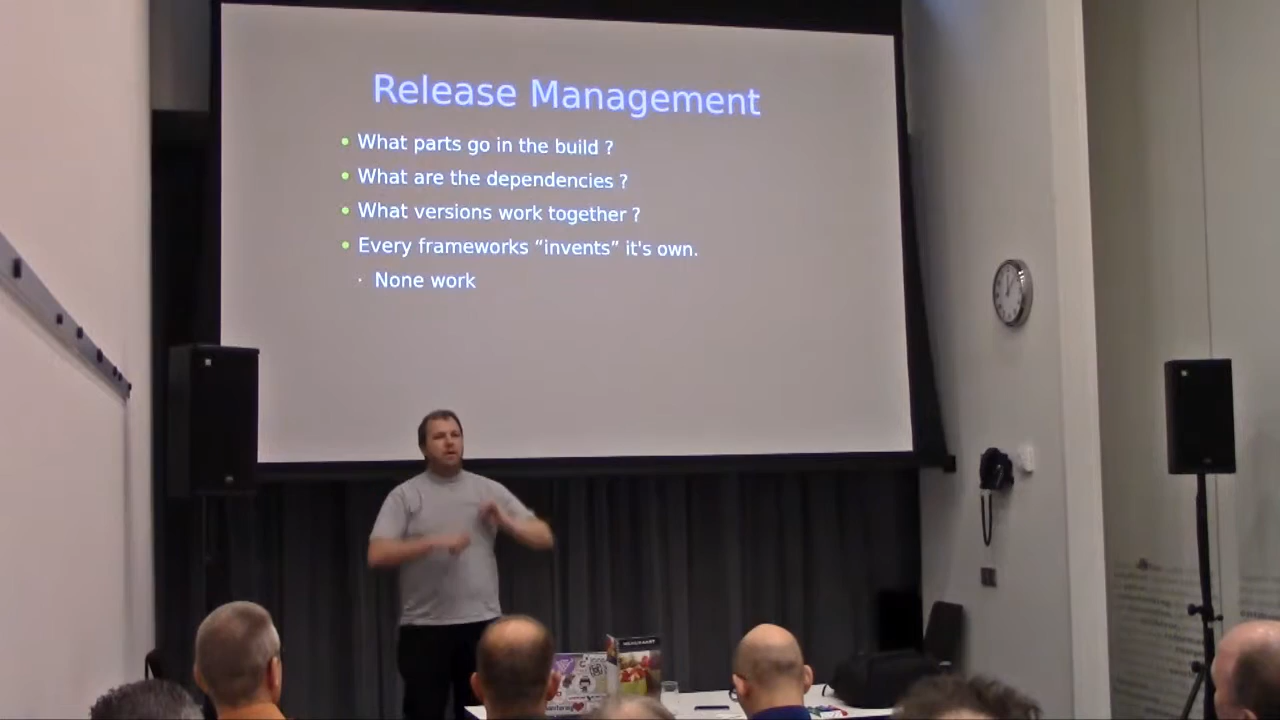 Release Management
What parts go in the build ?
What are the dependencies ?
What versions work together ?
Every frameworks “invents” it's own.
None work